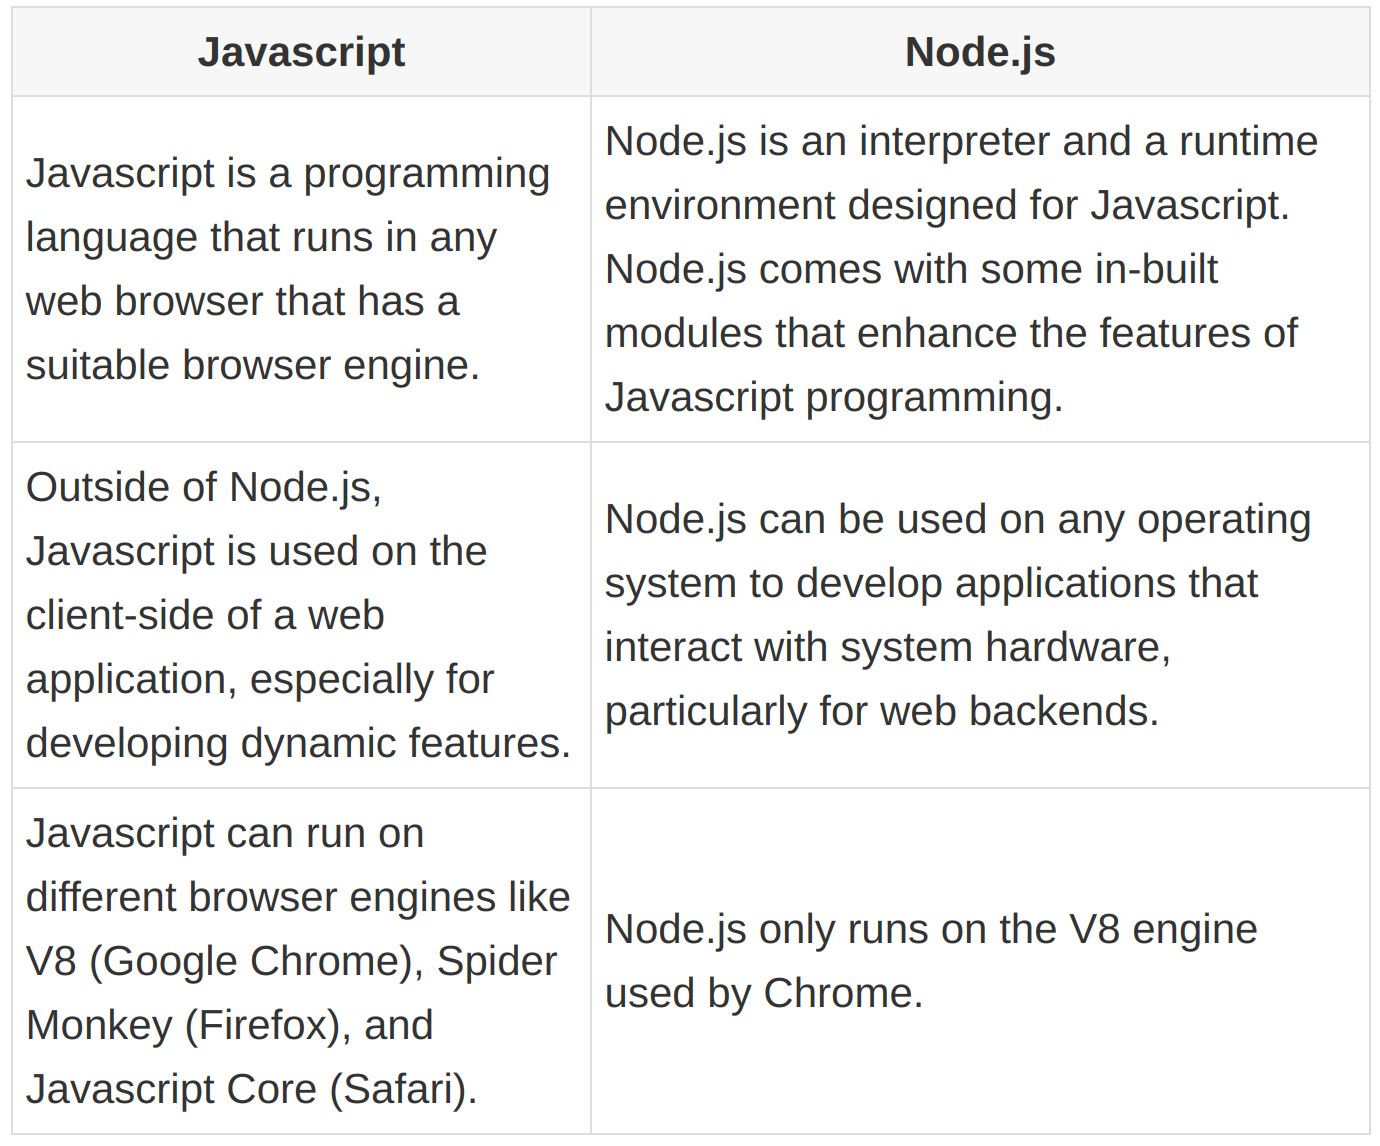 Javascript
Node.js
Javascript is a programming
language that runs in any
web browser that has a
suitable browser engine.
Node.js is an interpreter and a runtime
environment designed for Javascript.
Node.js comes with some in-built
modules that enhance the features of
Javascript programming.
Outside of Node.js,
Javascript is used on the
client-side of a web
application, especially for
developing dynamic features.
Node.js can be used on any operating
system to develop applications that
interact with system hardware,
particularly for web backends.
Javascript can run on
different browser engines like
V8 (Google Chrome), Spider
Monkey (Firefox), and
Javascript Core (Safari).
Node.js only runs on the V8 engine
used by Chrome.